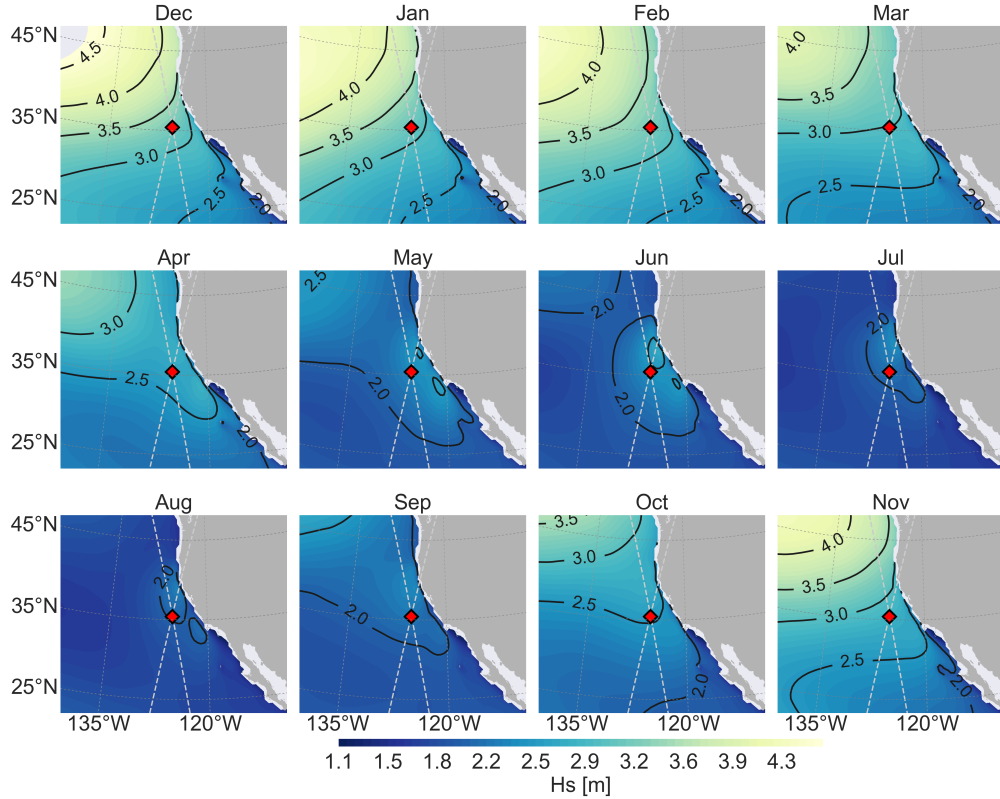 Dec Jan Feb Mar
45°N 4.5 4.0 4.0 4.0
35°N 4.0 3.5 3.5 3.5
3.5 3.0 3.0 3.0
3.0 2.5
25°N 2.5 2.0 2.5 2.0 2.5 2.0 2.0
Apr May Jun Jul
45°N 2.5 2.0
3.0 2.0
35°N 2.5 2.0 2.0
25°N 2.0
Aug Sep Oct Nov
45°N 3.5 4.0
2.0 3.0 3.5
35°N 2.0 2.5 3.0
25°N 2.0 2.5 2.0
135°W 120°W 135°W 120°W 135°W 120°W 135°W 120°W
1.1 1.5 1.8 2.2 2.5 2.9 3.2 3.6 3.9 4.3
Hs [m]